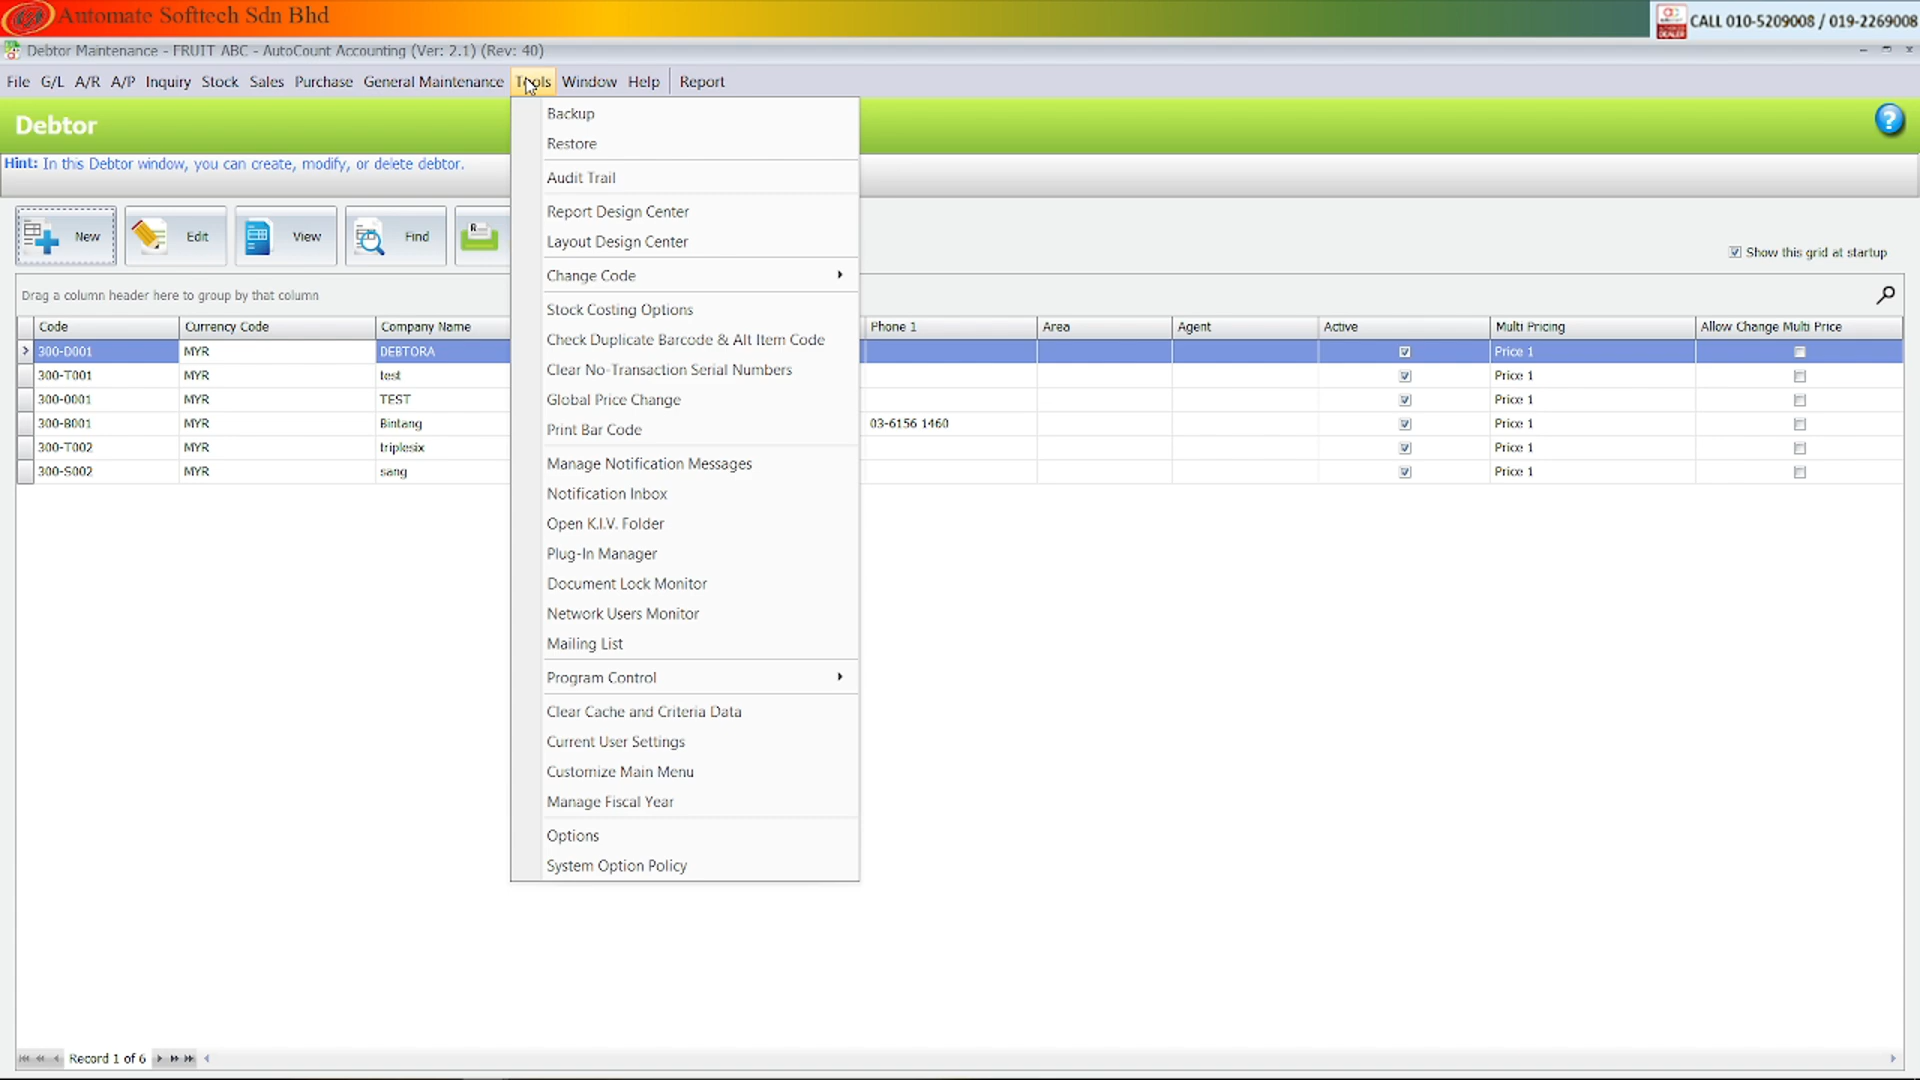 Automate Softech Sdn Bhd
CALL 010-5209008 / 019-2269008
Debtor Maintenance - FRUIT ABC - AutoCount Accounting (Ver: 2.1) (Rev: 40)
File G/L A/R A/P Inquiry Stock Sales Purchase General Maintenance Tools Window Help Report
Debtor
Hint: In this Debtor window, you can create, modify, or delete debtor.
New Edit View Find
Show this grid at startup
Drag a column header here to group by that column
Code Currency Code Company Name Phone 1 Area Agent Active Multi Pricing Allow Change Multi Price
300-D001 MYR DEBTORA Price 1
300-T001 MYR test Price 1
300-0001 MYR TEST Price 1
300-B001 MYR Bintang 03-6156 1460 Price 1
300-T002 MYR triplesix Price 1
300-S002 MYR sang Price 1
Backup
Restore
Audit Trail
Report Design Center
Layout Design Center
Change Code
Stock Costing Options
Check Duplicate Barcode & Alt Item Code
Clear No-Transaction Serial Numbers
Global Price Change
Print Bar Code
Manage Notification Messages
Notification Inbox
Open K.I.V. Folder
Plug-In Manager
Document Lock Monitor
Network Users Monitor
Mailing List
Program Control
Clear Cache and Criteria Data
Current User Settings
Customize Main Menu
Manage Fiscal Year
Options
System Option Policy
Record 1 of 6